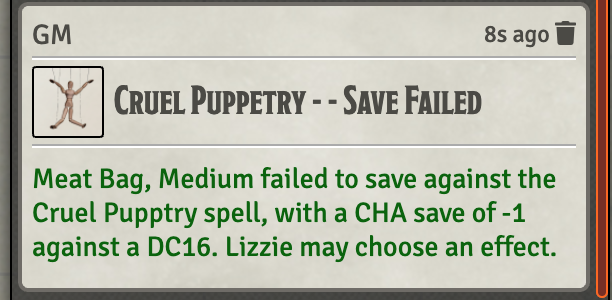 GM 8s ago
Cruel Puppetry - - Save Failed
Meat Bag, Medium failed to save against the
Cruel Pupptry spell, with a CHA save of -1
against a DC16. Lizzie may choose an effect.